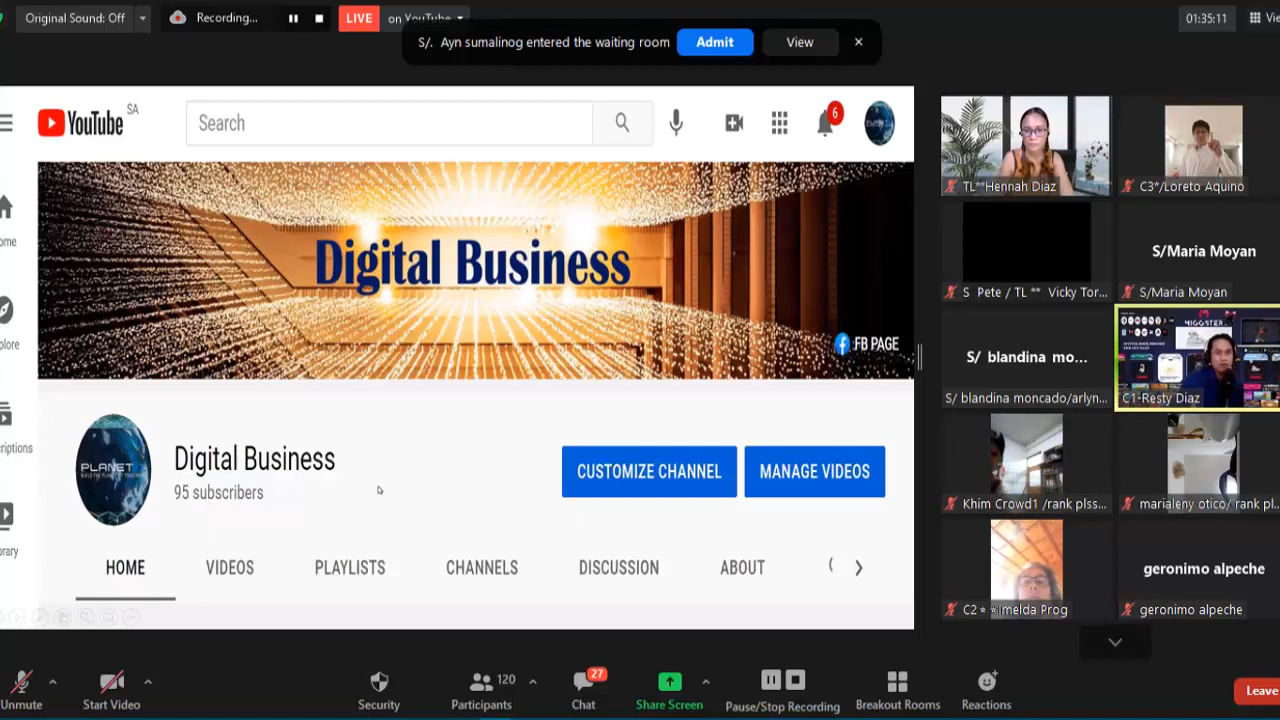 Original Sound: Off
Recording...
LIVE
on YouTube
01:35:11
S/. Ayn sumalinog entered the waiting room
Admit
View
YouTube
SA
Search
6
Digital Business
FB PAGE
PLANET
Digital Business
95 subscribers
CUSTOMIZE CHANNEL
MANAGE VIDEOS
HOME
VIDEOS
PLAYLISTS
CHANNELS
DISCUSSION
ABOUT
TL**Hennah Diaz
C3*/Loreto Aquino
S/Maria Moyan
S Pete / TL ** Vicky Tor...
S/Maria Moyan
S/ blandina mo...
S/ blandina moncado/arlyn...
C1-Resty Diaz
Khim Crowd1 /rank plss...
marialeny otico/ rank pl...
geronimo alpeche
C2⭐⭐Imelda Prog
geronimo alpeche
Unmute
Start Video
Security
Participants
120
Chat
27
Share Screen
Pause/Stop Recording
Breakout Rooms
Reactions
Leave